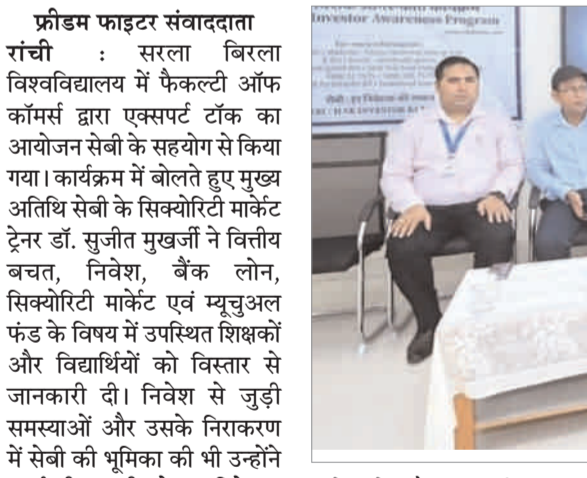 फ्रीडम फाइटर संवाददाता
रांची : सरला बिरला
विश्वविद्यालय में फैकल्टी ऑफ
कॉमर्स द्वारा एक्सपर्ट टॉक का
आयोजन सेबी के सहयोग से किया
गया। कार्यक्रम में बोलते हुए मुख्य
अतिथि सेबी के सिक्योरिटी मार्केट
ट्रेनर डॉ. सुजीत मुखर्जी ने वित्तीय
बचत, निवेश, बैंक लोन,
सिक्योरिटी मार्केट एवं म्यूचुअल
फंड के विषय में उपस्थित शिक्षकों
और विद्यार्थियों को विस्तार से
जानकारी दी। निवेश से जुड़ी
समस्याओं और उसके निराकरण
में सेबी की भूमिका की भी उन्होंने
Investor Awareness Program